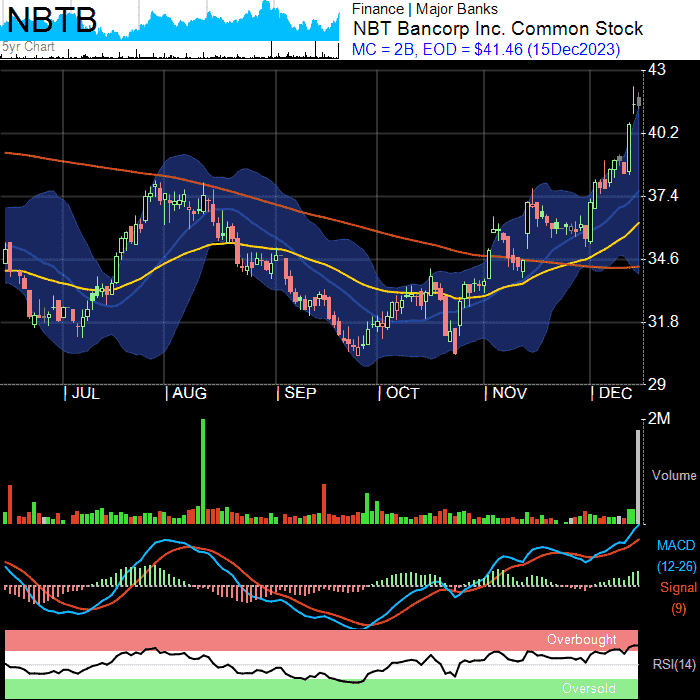 NBTB
5yr Chart
Finance | Major Banks
NBT Bancorp Inc. Common Stock
MC = 2B, EOD = $41.46 (15Dec2023)
43
40.2
37.4
34.6
31.8
29
| JUL | AUG | SEP | OCT | NOV | DEC
2M
Volume
MACD
(12-26)
Signal
(9)
Overbought
RSI(14)
Oversold